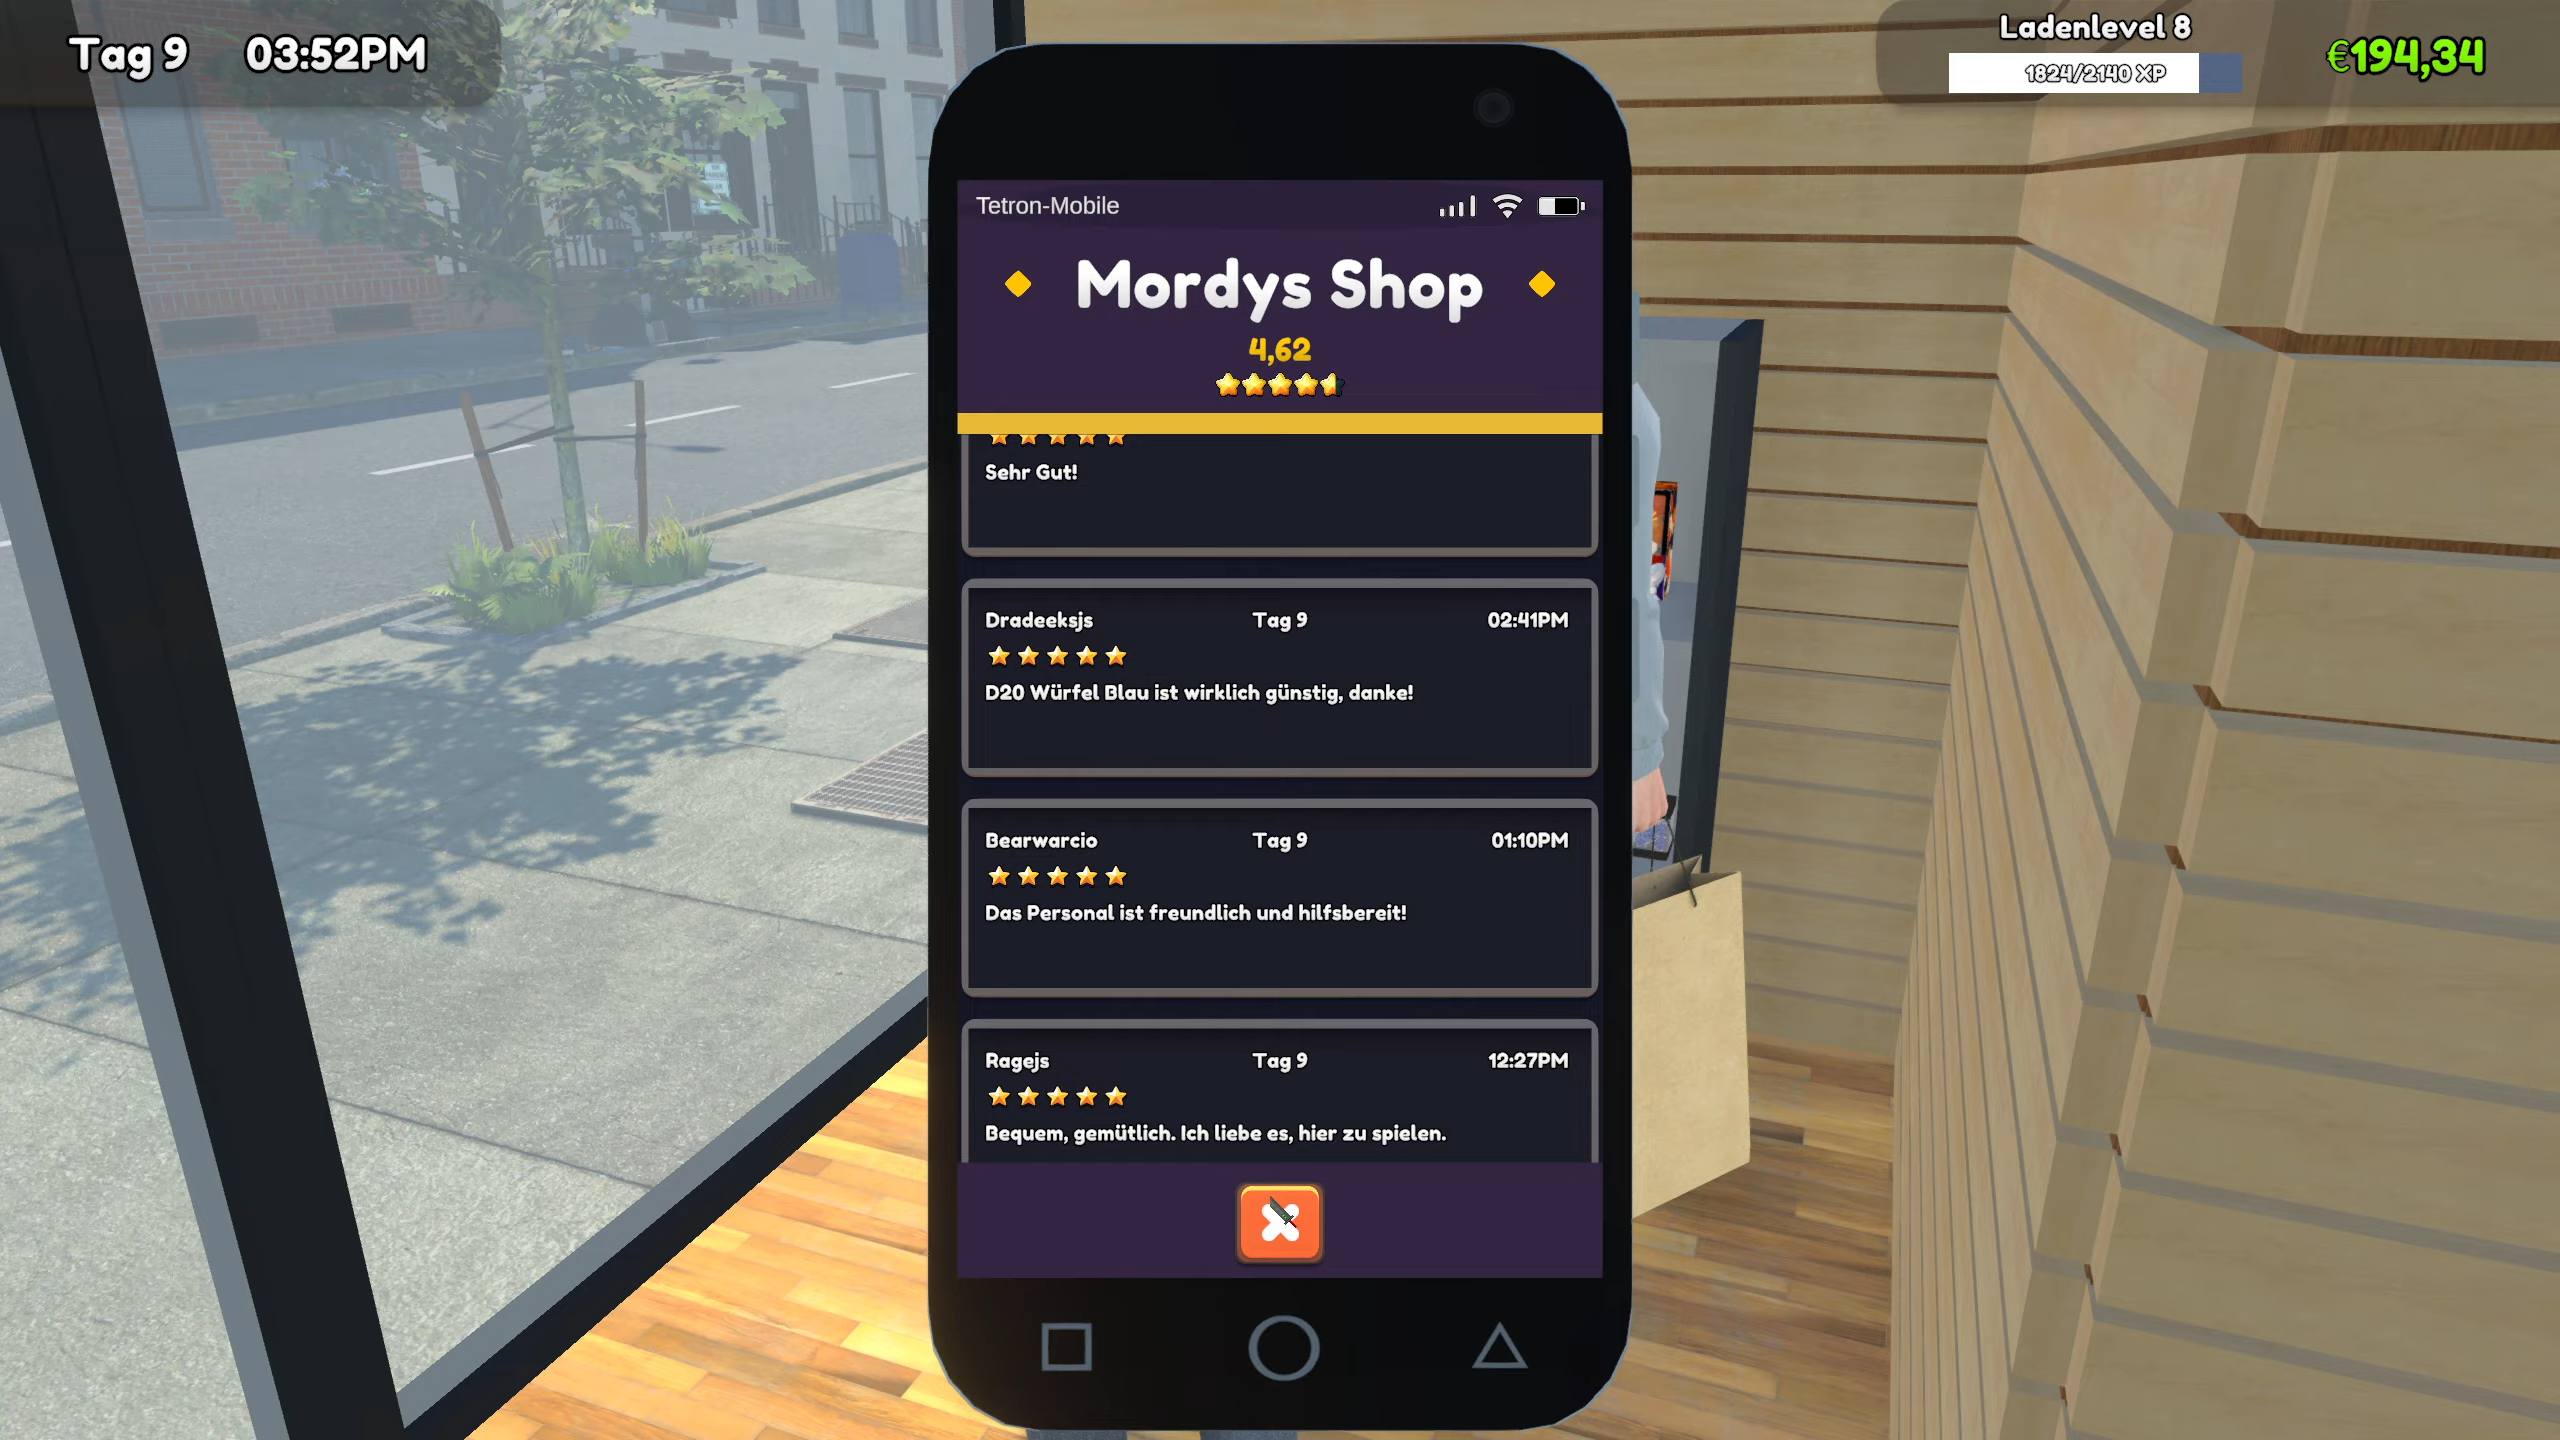 Tag 9 03:52PM
Ladenlevel 8
1824/2140 XP
€194,34
Tetron-Mobile
Mordys Shop
4,62
Sehr Gut!
Dradeeksjs Tag 9 02:41PM
D20 Würfel Blau ist wirklich günstig, danke!
Bearwarcio Tag 9 01:10PM
Das Personal ist freundlich und hilfsbereit!
Ragejs Tag 9 12:27PM
Bequem, gemütlich. Ich liebe es, hier zu spielen.